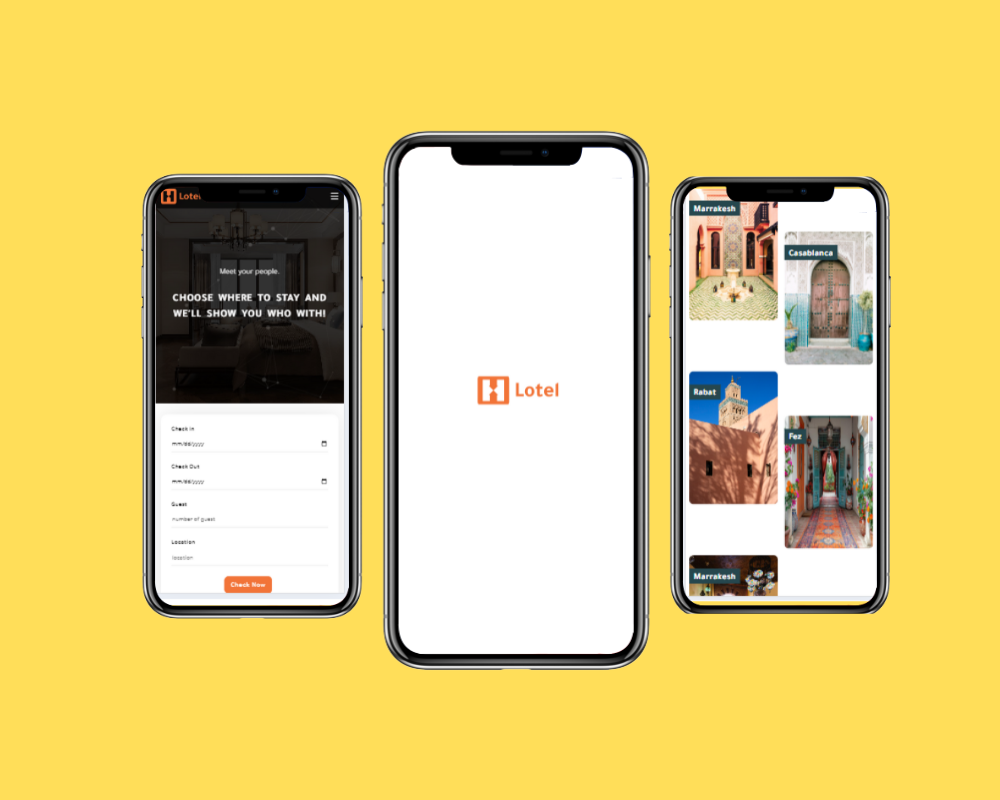 Lotel
Meet your people.
CHOOSE WHERE TO STAY AND
WE'LL SHOW YOU WHO WITH!
Check In
mm/dd/yyyy
Check Out
mm/dd/yyyy
Guest
number of guest
Location
location
Check Now
Lotel
Marrakesh
Casablanca
Rabat
Fez
Marrakesh